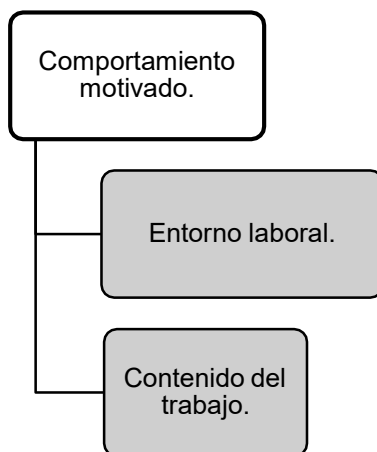 Comportamiento
motivado.
Entorno laboral.
Contenido del
trabajo.